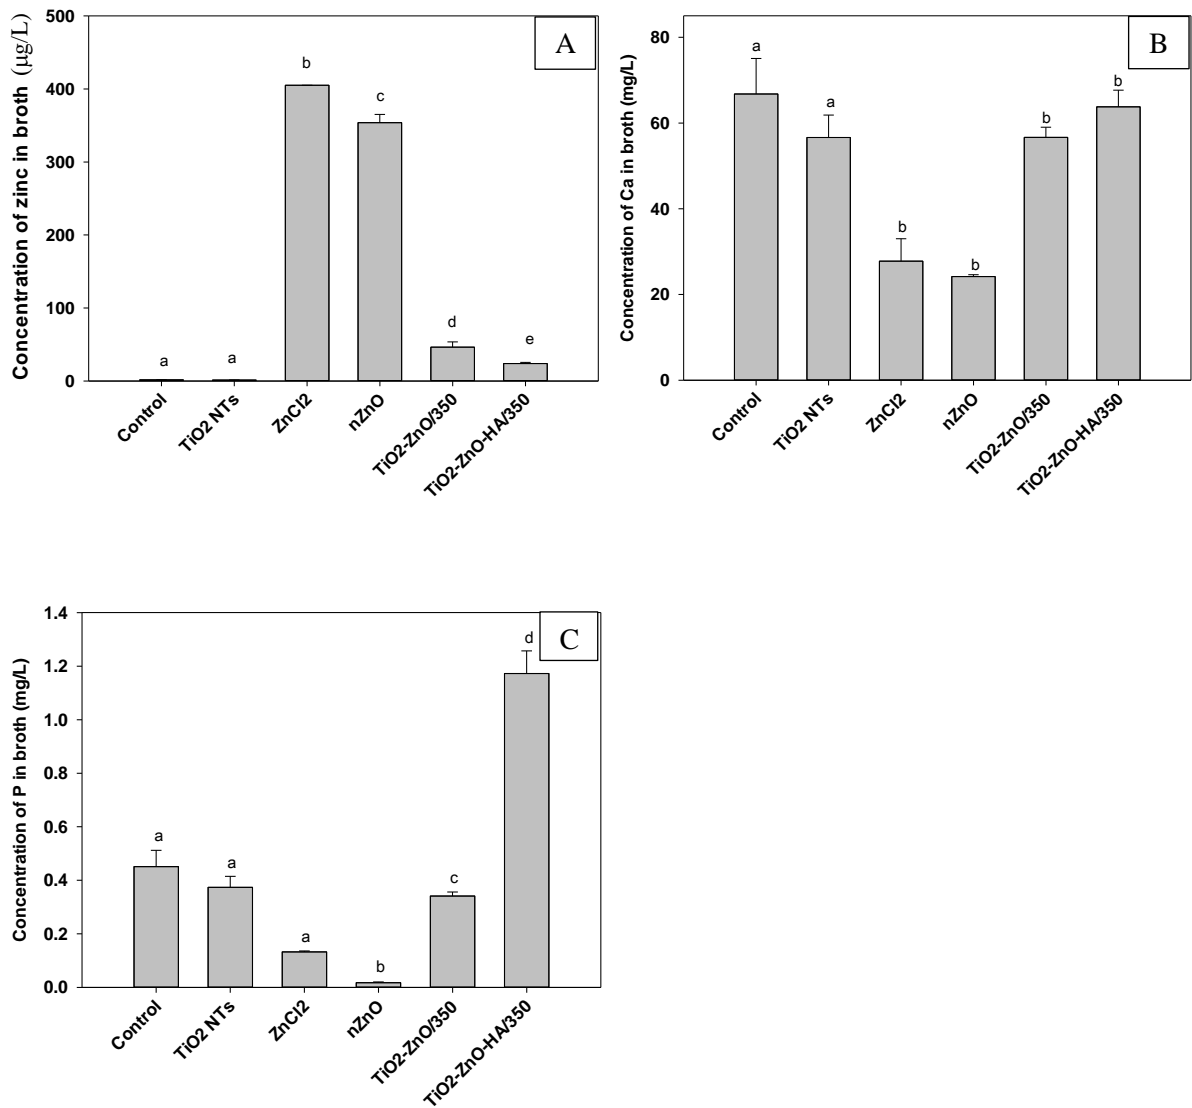 A
Concentration of zinc in broth (µg/L)
500
400
300
200
100
0
a
a
b
c
d
e
Control
TiO2 NTs
ZnCl2
nZnO
TiO2-ZnO/350
TiO2-ZnO-HA/350
B
Concentration of Ca in broth (mg/L)
80
60
40
20
0
a
a
b
b
b
b
Control
TiO2 NTs
ZnCl2
nZnO
TiO2-ZnO/350
TiO2-ZnO-HA/350
C
Concentration of P in broth (mg/L)
1.4
1.2
1.0
0.8
0.6
0.4
0.2
0.0
a
a
a
b
c
d
Control
TiO2 NTs
ZnCl2
nZnO
TiO2-ZnO/350
TiO2-ZnO-HA/350